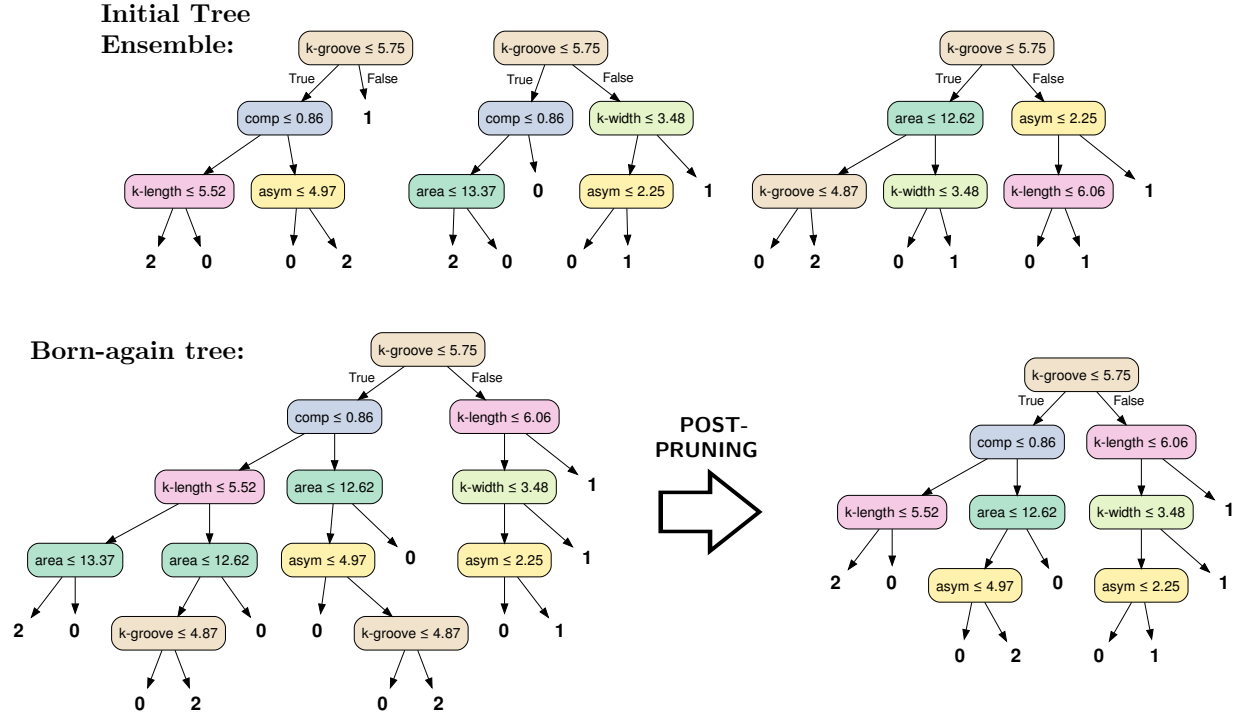 Initial Tree
Ensemble:
k-groove ≤ 5.75
True
False
comp ≤ 0.86
1
k-length ≤ 5.52
asym ≤ 4.97
2
0
0
2
k-groove ≤ 5.75
True
False
comp ≤ 0.86
k-width ≤ 3.48
area ≤ 13.37
0
asym ≤ 2.25
1
2
0
0
1
k-groove ≤ 5.75
True
False
area ≤ 12.62
asym ≤ 2.25
k-groove ≤ 4.87
k-width ≤ 3.48
k-length ≤ 6.06
1
0
2
0
1
0
1
Born-again tree:
k-groove ≤ 5.75
True
False
comp ≤ 0.86
k-length ≤ 6.06
k-length ≤ 5.52
area ≤ 12.62
k-width ≤ 3.48
1
area ≤ 13.37
area ≤ 12.62
asym ≤ 4.97
0
asym ≤ 2.25
1
2
0
k-groove ≤ 4.87
0
0
k-groove ≤ 4.87
0
1
0
2
0
2
POST-
PRUNING
k-groove ≤ 5.75
True
False
comp ≤ 0.86
k-length ≤ 6.06
k-length ≤ 5.52
area ≤ 12.62
k-width ≤ 3.48
1
2
0
asym ≤ 4.97
0
asym ≤ 2.25
1
0
2
0
1